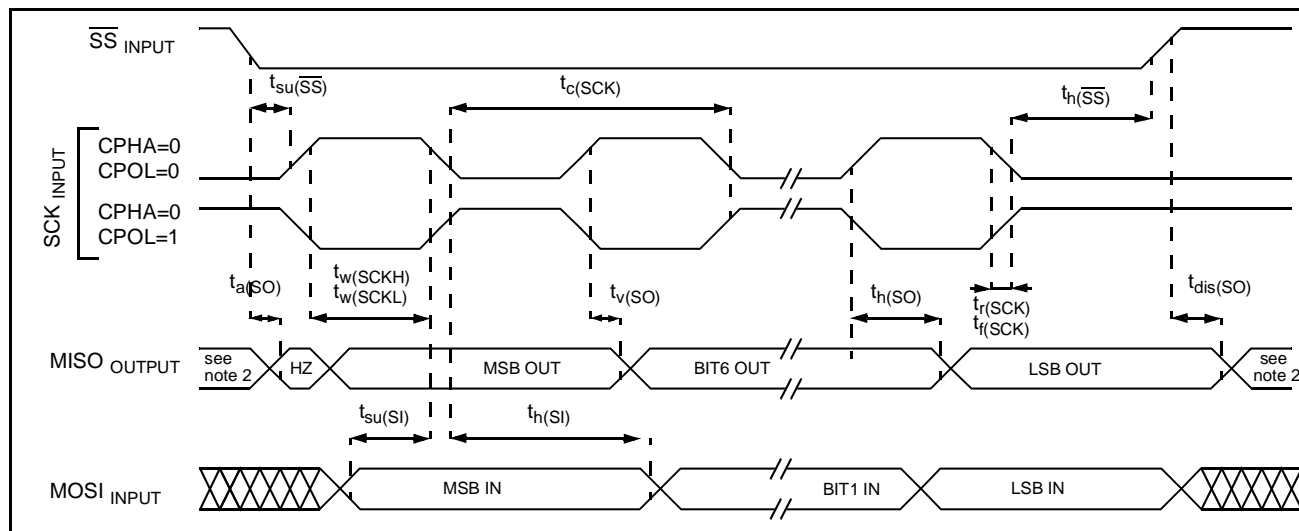 SS INPUT
tsu(SS)
tc(SCK)
th(SS)
SCK INPUT
CPHA=0
CPOL=0
CPHA=0
CPOL=1
ta(SO)
tw(SCKH)
tw(SCKL)
tv(SO)
th(SO)
tr(SCK)
tf(SCK)
tdis(SO)
MISO OUTPUT
see
note 2
HZ
MSB OUT
BIT6 OUT
LSB OUT
see
note 2
tsu(SI)
th(SI)
MOSI INPUT
MSB IN
BIT1 IN
LSB IN